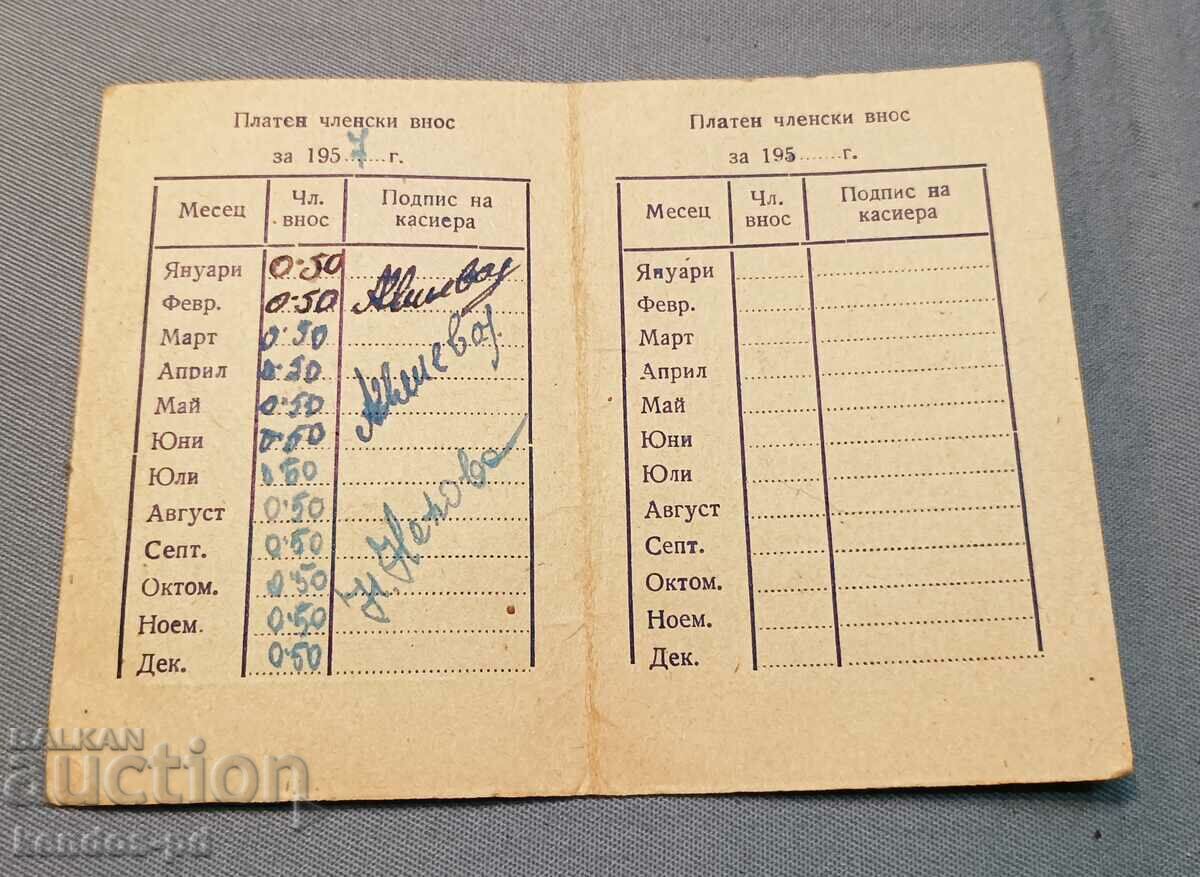 Платен членски внос
за 1957 г.
Месец Чл. внос Подпис на касиера
Януари 0·50
Февр. 0·50
Март 0·50
Април 0·50
Май 0·50
Юни 0·50
Юли 0·50
Август 0·50
Септ. 0·50
Октом. 0·50
Ноем. 0·50
Дек. 0·50
Платен членски внос
за 195 г.
Месец Чл. внос Подпис на касиера
Януари
Февр.
Март
Април
Май
Юни
Юли
Август
Септ.
Октом.
Ноем.
Дек.
BALKAN
auction
kendos-pd